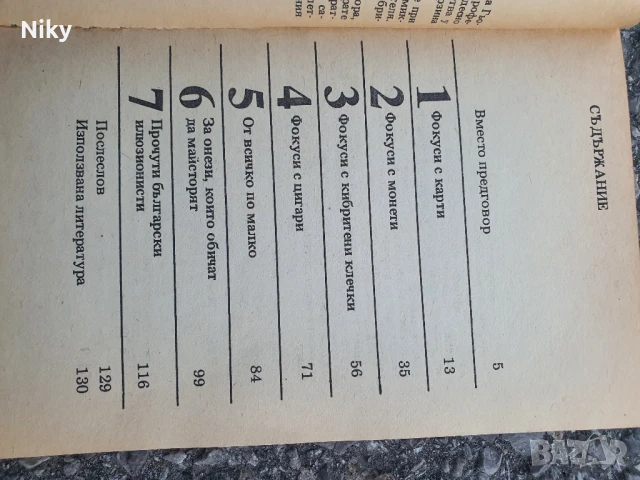 Niky
СЪДЪРЖАНИЕ
Вместо предговор 5
1 Фокуси с карти 13
2 Фокуси с монети 35
3 Фокуси с кибритени клечки 56
4 Фокуси с цигари 71
5 От всичко по малко 84
6 За онези, които обичат
да майсторят 99
7 Прочути български
илюзионисти 116
Послеслов 129
Използвана литература 130
BAZAR